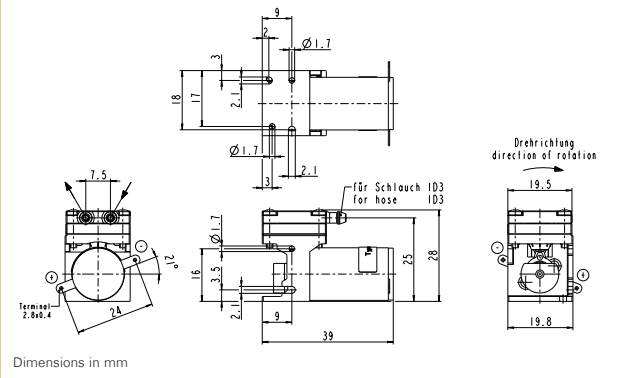 9
2
Ø1.7
3
2.1
18
17
Ø1.7
2.1
3
Drehrichtung
direction of rotation
7.5
für Schlauch ID3
for hose ID3
19.5
Ø1.7
-
21°
+
Terminal
2.8x0.4
24
16
3.5
2.1
9
39
25
28
-
+
19.8
Dimensions in mm